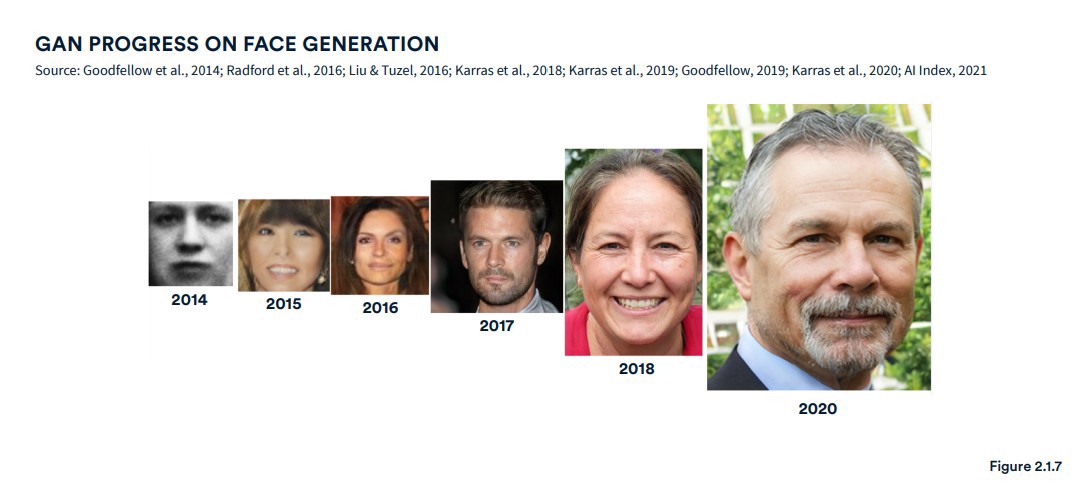 GAN PROGRESS ON FACE GENERATION
Source: Goodfellow et al., 2014; Radford et al., 2016; Liu & Tuzel, 2016; Karras et al., 2018; Karras et al., 2019; Goodfellow, 2019; Karras et al., 2020; AI Index, 2021
2014
2015
2016
2017
2018
2020
Figure 2.1.7